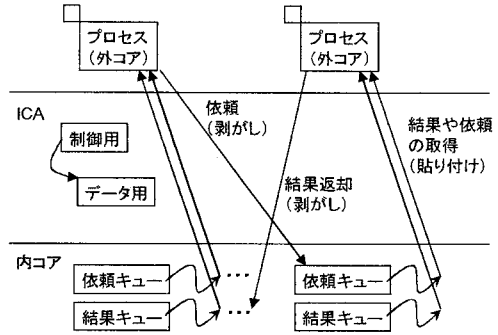 プロセス
(外コア)
プロセス
(外コア)
ICA
制御用
データ用
依頼
(剥がし)
結果返却
(剥がし)
結果や依頼
の取得
(貼り付け)
内コア
依頼キュー
…
依頼キュー
結果キュー
…
結果キュー